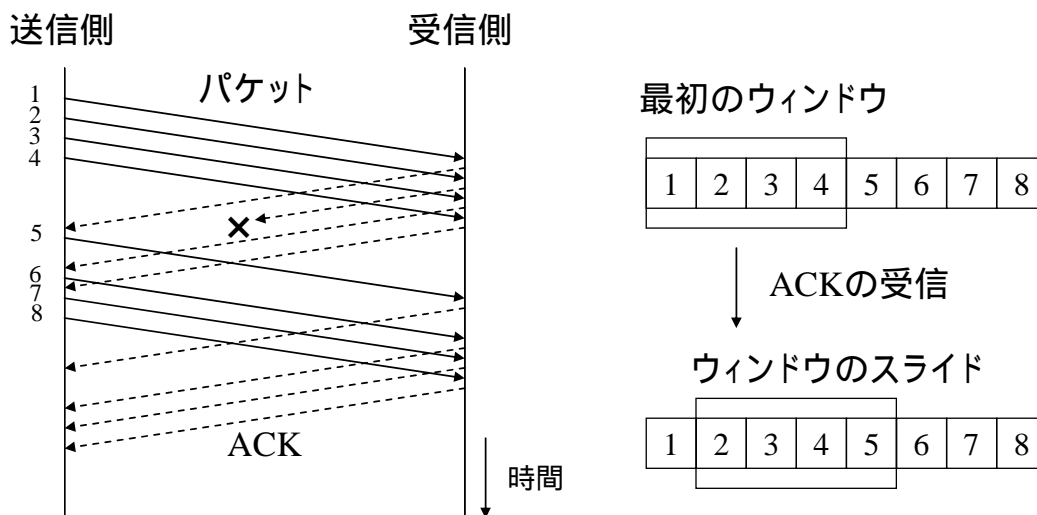 送信側
受信側
パケット
1
2
3
4
×
5
6
7
8
ACK
時間
最初のウィンドウ
1 2 3 4 5 6 7 8
ACKの受信
ウィンドウのスライド
1 2 3 4 5 6 7 8